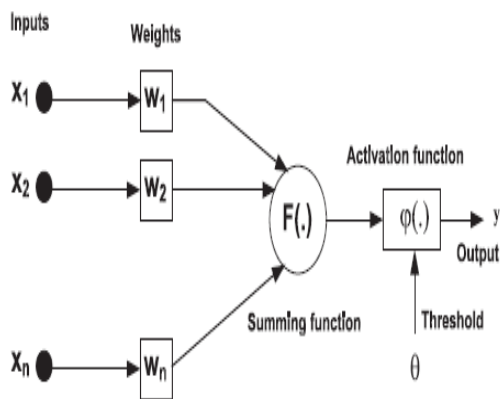 Inputs
Weights
X1
W1
X2
W2
Activation function
F(.)
φ(.)
y
Output
Summing function
Threshold
Xn
Wn
θ